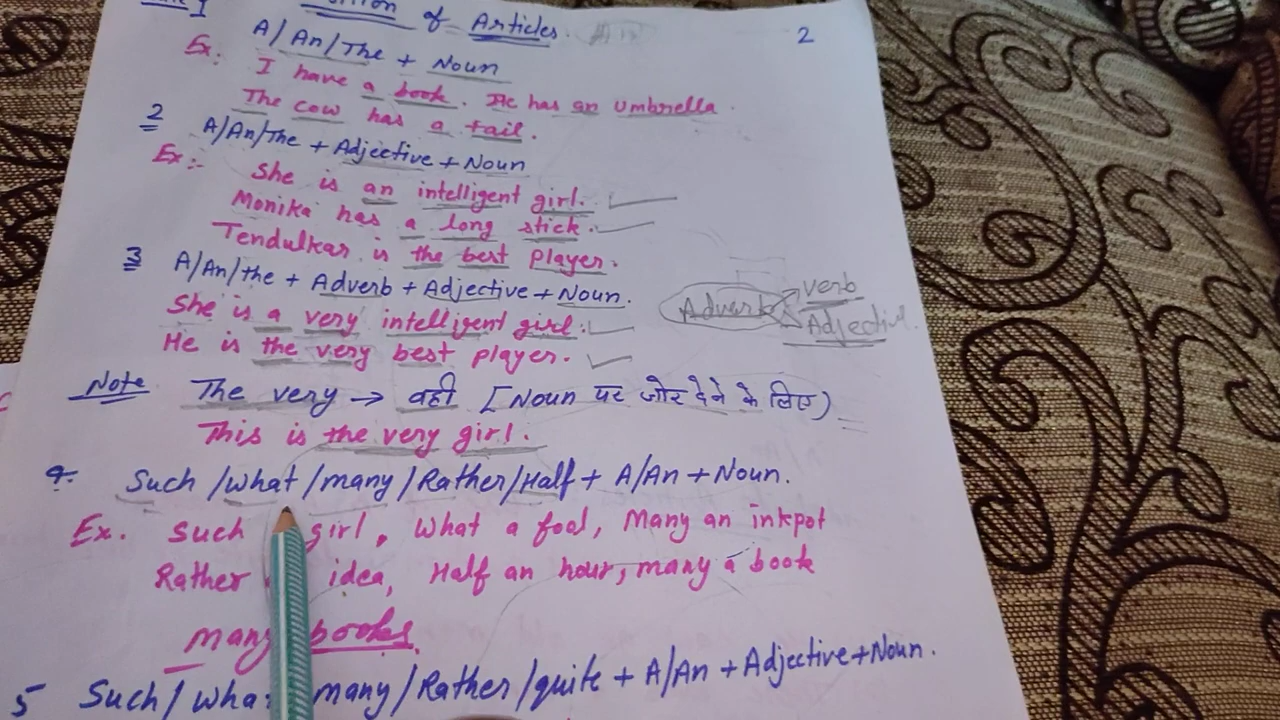 1 of Articles. 2
A/An/The + Noun
Ex: I have a book. He has an umbrella.
The cow has a tail.
2 A/An/The + Adjective + Noun
Ex:- She is an intelligent girl.
Monika has a long stick.
Tendulkar is the best player.
3 A/An/the + Adverb + Adjective + Noun.
She is a very intelligent girl.
He is the very best player.
Adverb verb
Adjective.
Note The very → वही [Noun पर जोर देने के लिए)
This is the very girl.
4. Such/what/many/Rather/Half + A/An + Noun.
Ex. Such girl, What a fool, Many an inkpot
Rather idea, Half an hour, many a book
many books.
5 Such/ many/Rather/quite + A/An + Adjective + Noun.